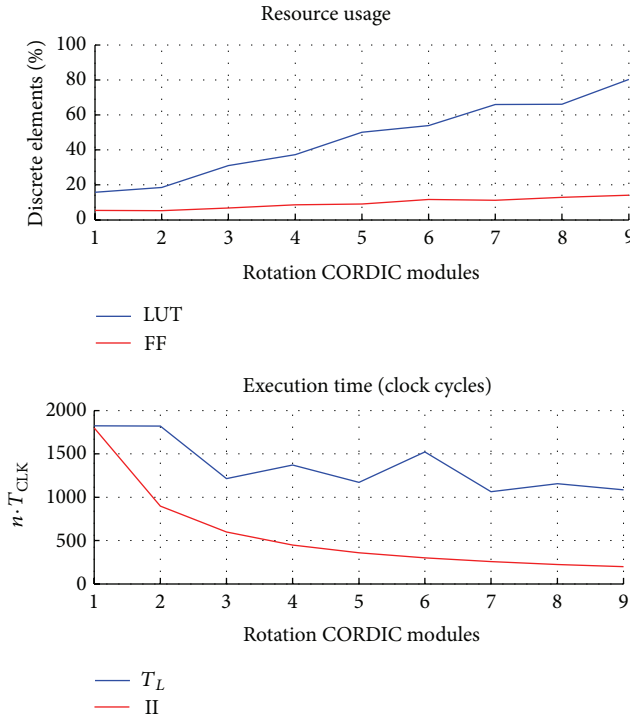 Resource usage
Discrete elements (%)
100
80
60
40
20
0
1 2 3 4 5 6 7 8 9
Rotation CORDIC modules
LUT
FF
Execution time (clock cycles)
n· T_CLK
2000
1500
1000
500
0
1 2 3 4 5 6 7 8 9
Rotation CORDIC modules
T_L
II